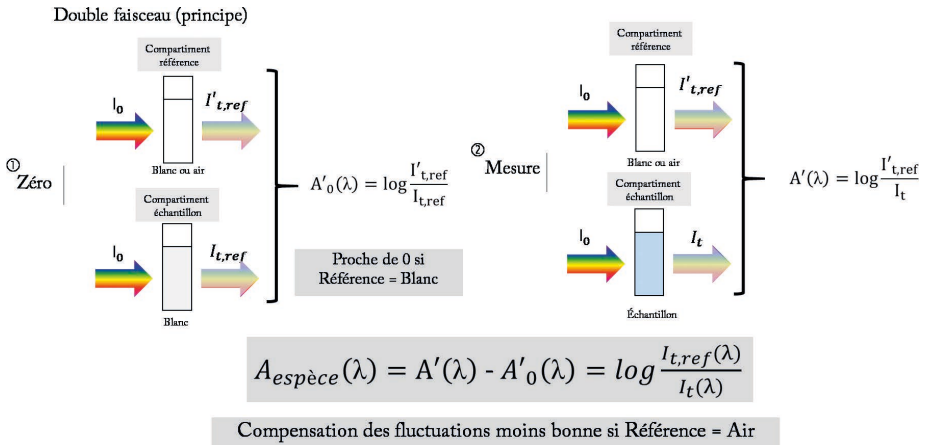 Double faisceau (principe)
Compartiment
référence
I₀
I'ₜ,ref
Blanc ou air
①
Zéro
A'₀(λ) = log I'ₜ,ref / Iₜ,ref
Compartiment
échantillon
I₀
Iₜ,ref
Blanc
Proche de 0 si
Référence = Blanc
Compartiment
référence
I₀
I'ₜ,ref
Blanc ou air
②
Mesure
A'(λ) = log I'ₜ,ref / Iₜ
Compartiment
échantillon
I₀
Iₜ
Échantillon
A_espèce(λ) = A'(λ) - A'₀(λ) = log Iₜ,ref(λ) / Iₜ(λ)
Compensation des fluctuations moins bonne si Référence = Air